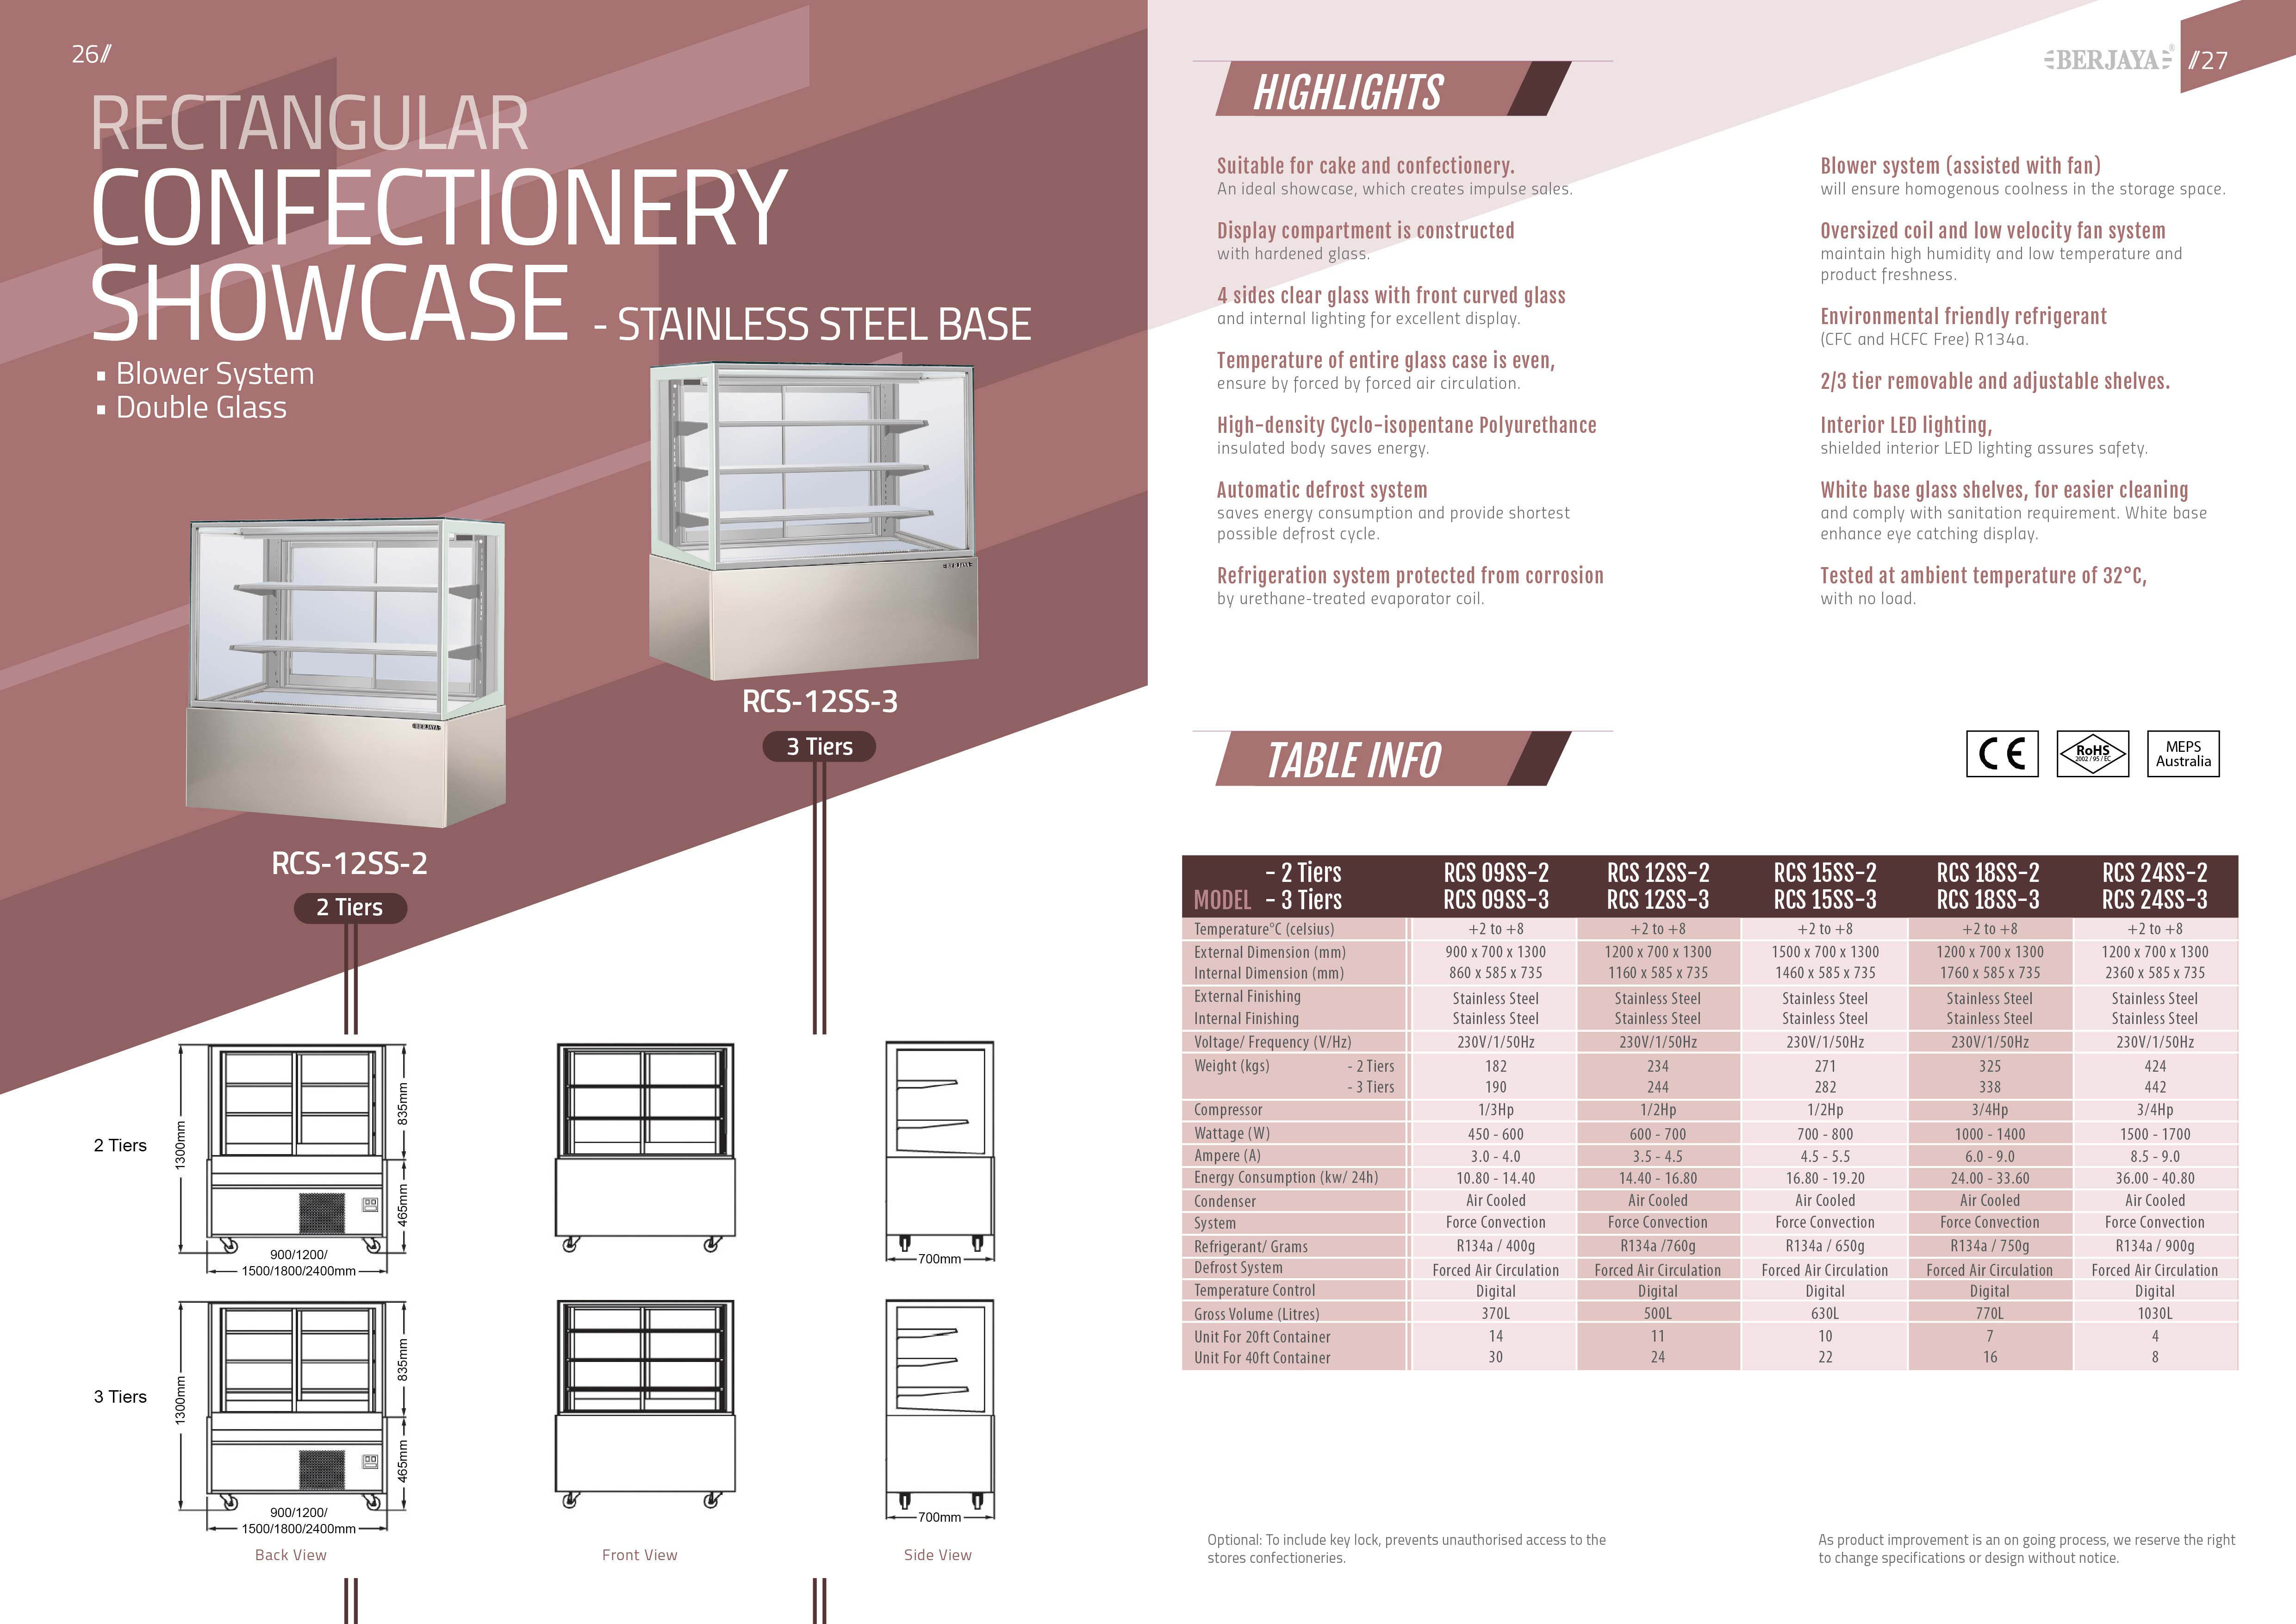 26//
RECTANGULAR
CONFECTIONERY
SHOWCASE - STAINLESS STEEL BASE
▪ Blower System
▪ Double Glass
BERJAYA
RCS-12SS-3
3 Tiers
BERJAYA
RCS-12SS-2
2 Tiers
2 Tiers
1300mm
835mm
465mm
900/1200/
1500/1800/2400mm
700mm
3 Tiers
1300mm
835mm
465mm
900/1200/
1500/1800/2400mm
700mm
Back View
Front View
Side View
BERJAYA® //27
HIGHLIGHTS
Suitable for cake and confectionery.
An ideal showcase, which creates impulse sales.
Display compartment is constructed
with hardened glass.
4 sides clear glass with front curved glass
and internal lighting for excellent display.
Temperature of entire glass case is even,
ensure by forced by forced air circulation.
High-density Cyclo-isopentane Polyurethance
insulated body saves energy.
Automatic defrost system
saves energy consumption and provide shortest
possible defrost cycle.
Refrigeration system protected from corrosion
by urethane-treated evaporator coil.
Blower system (assisted with fan)
will ensure homogenous coolness in the storage space.
Oversized coil and low velocity fan system
maintain high humidity and low temperature and
product freshness.
Environmental friendly refrigerant
(CFC and HCFC Free) R134a.
2/3 tier removable and adjustable shelves.
Interior LED lighting,
shielded interior LED lighting assures safety.
White base glass shelves, for easier cleaning
and comply with sanitation requirement. White base
enhance eye catching display.
Tested at ambient temperature of 32°C,
with no load.
TABLE INFO
CE
RoHS
2002 / 95 / EC
MEPS
Australia
- 2 Tiers RCS 09SS-2 RCS 12SS-2 RCS 15SS-2 RCS 18SS-2 RCS 24SS-2
MODEL - 3 Tiers RCS 09SS-3 RCS 12SS-3 RCS 15SS-3 RCS 18SS-3 RCS 24SS-3
Temperature°C (celsius) +2 to +8 +2 to +8 +2 to +8 +2 to +8 +2 to +8
External Dimension (mm) 900 x 700 x 1300 1200 x 700 x 1300 1500 x 700 x 1300 1200 x 700 x 1300 1200 x 700 x 1300
Internal Dimension (mm) 860 x 585 x 735 1160 x 585 x 735 1460 x 585 x 735 1760 x 585 x 735 2360 x 585 x 735
External Finishing Stainless Steel Stainless Steel Stainless Steel Stainless Steel Stainless Steel
Internal Finishing Stainless Steel Stainless Steel Stainless Steel Stainless Steel Stainless Steel
Voltage/ Frequency (V/Hz) 230V/1/50Hz 230V/1/50Hz 230V/1/50Hz 230V/1/50Hz 230V/1/50Hz
Weight (kgs) - 2 Tiers 182 234 271 325 424
- 3 Tiers 190 244 282 338 442
Compressor 1/3Hp 1/2Hp 1/2Hp 3/4Hp 3/4Hp
Wattage (W) 450 - 600 600 - 700 700 - 800 1000 - 1400 1500 - 1700
Ampere (A) 3.0 - 4.0 3.5 - 4.5 4.5 - 5.5 6.0 - 9.0 8.5 - 9.0
Energy Consumption (kw/ 24h) 10.80 - 14.40 14.40 - 16.80 16.80 - 19.20 24.00 - 33.60 36.00 - 40.80
Condenser Air Cooled Air Cooled Air Cooled Air Cooled Air Cooled
System Force Convection Force Convection Force Convection Force Convection Force Convection
Refrigerant/ Grams R134a / 400g R134a /760g R134a / 650g R134a / 750g R134a / 900g
Defrost System Forced Air Circulation Forced Air Circulation Forced Air Circulation Forced Air Circulation Forced Air Circulation
Temperature Control Digital Digital Digital Digital Digital
Gross Volume (Litres) 370L 500L 630L 770L 1030L
Unit For 20ft Container 14 11 10 7 4
Unit For 40ft Container 30 24 22 16 8
Optional: To include key lock, prevents unauthorised access to the
stores confectioneries.
As product improvement is an on going process, we reserve the right
to change specifications or design without notice.